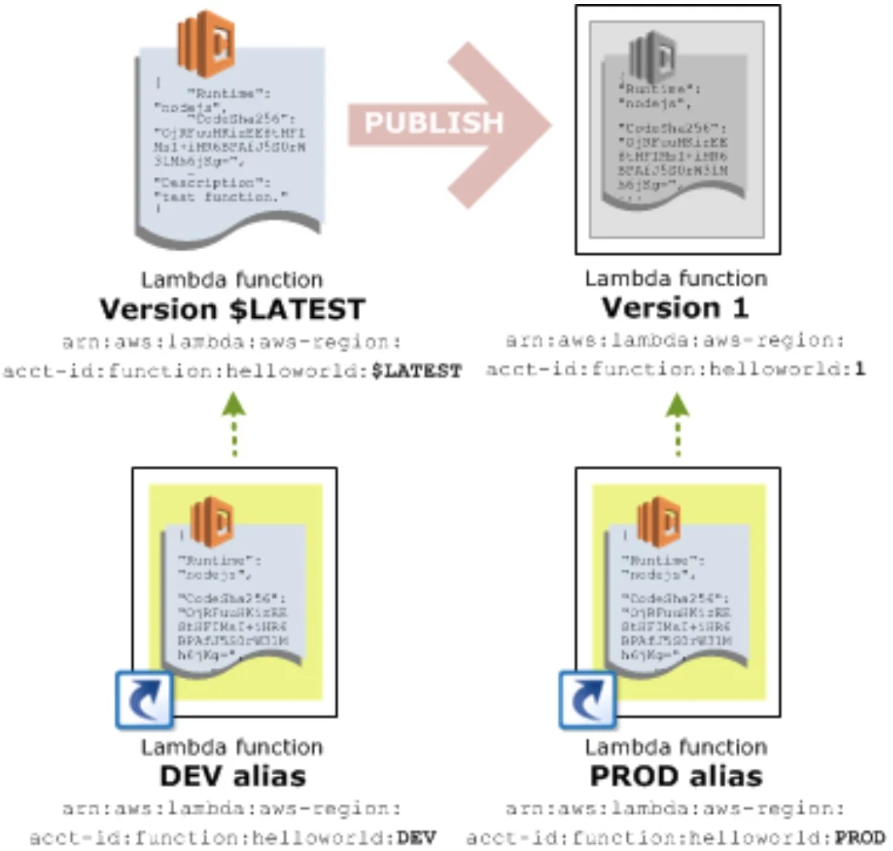 {
"Runtime":
"nodejs",
"CodeSha256":
"Description":
"test function."
PUBLISH
{
"Runtime":
"nodejs",
"CodeSha256":
Lambda function
Version $LATEST
arn:aws:lambda:aws-region:
acct-id:function:helloworld:$LATEST
Lambda function
Version 1
arn:aws:lambda:aws-region:
acct-id:function:helloworld:1
"Runtime":
"nodejs",
"CodeSha256":
"Runtime":
"nodejs",
"CodeSha256":
Lambda function
DEV alias
arn:aws:lambda:aws-region:
acct-id:function:helloworld:DEV
Lambda function
PROD alias
arn:aws:lambda:aws-region:
acct-id:function:helloworld:PROD